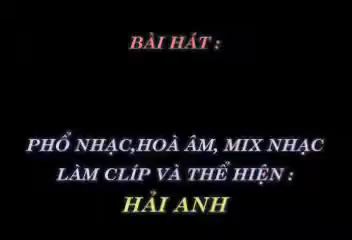 BÀI HÁT :
PHỔ NHẠC,HOÀ ÂM, MIX NHẠC
LÀM CLÍP VÀ THỂ HIỆN :
HẢI ANH